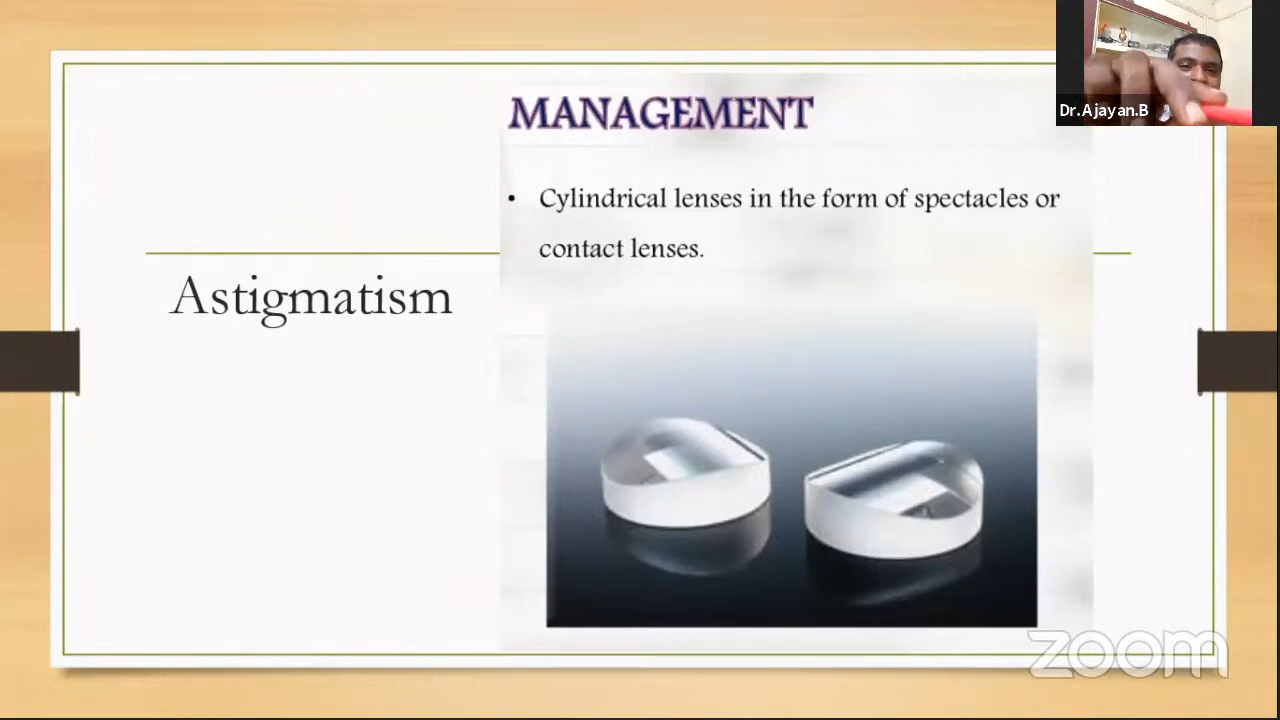 MANAGEMENT
• Cylindrical lenses in the form of spectacles or
contact lenses.
Astigmatism
Dr.Ajayan.B
zoom